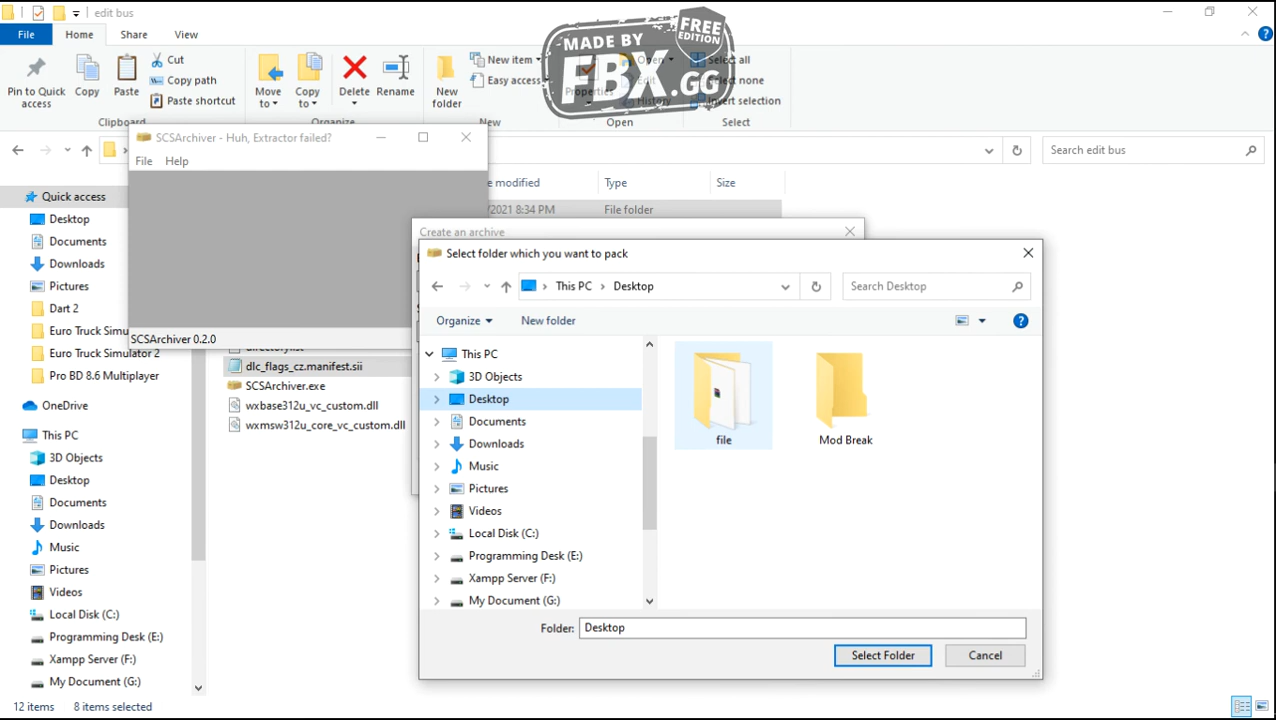 edit bus
File
Home
Share
View
Pin to Quick access
Copy
Paste
Cut
Copy path
Paste shortcut
Clipboard
Move to
Copy to
Delete
Rename
Organize
New folder
New item
Easy access
New
Properties
Open
Edit
History
Open
Select all
Select none
Invert selection
Select
MADE BY
FREE
EDITION
FBX.GG
Search edit bus
SCSArchiver - Huh, Extractor failed?
File
Help
SCSArchiver 0.2.0
Type
Size
/2021 8:34 PM
File folder
Quick access
Desktop
Documents
Downloads
Pictures
Dart 2
Euro Truck Simu
Euro Truck Simulator 2
Pro BD 8.6 Multiplayer
OneDrive
This PC
3D Objects
Desktop
Documents
Downloads
Music
Pictures
Videos
Local Disk (C:)
Programming Desk (E:)
Xampp Server (F:)
My Document (G:)
dlc_flags_cz.manifest.sii
SCSArchiver.exe
wxbase312u_vc_custom.dll
wxmsw312u_core_vc_custom.dll
Create an archive
Select folder which you want to pack
This PC > Desktop
Search Desktop
Organize
New folder
This PC
3D Objects
Desktop
Documents
Downloads
Music
Pictures
Videos
Local Disk (C:)
Programming Desk (E:)
Xampp Server (F:)
My Document (G:)
file
Mod Break
Folder: Desktop
Select Folder
Cancel
12 items
8 items selected